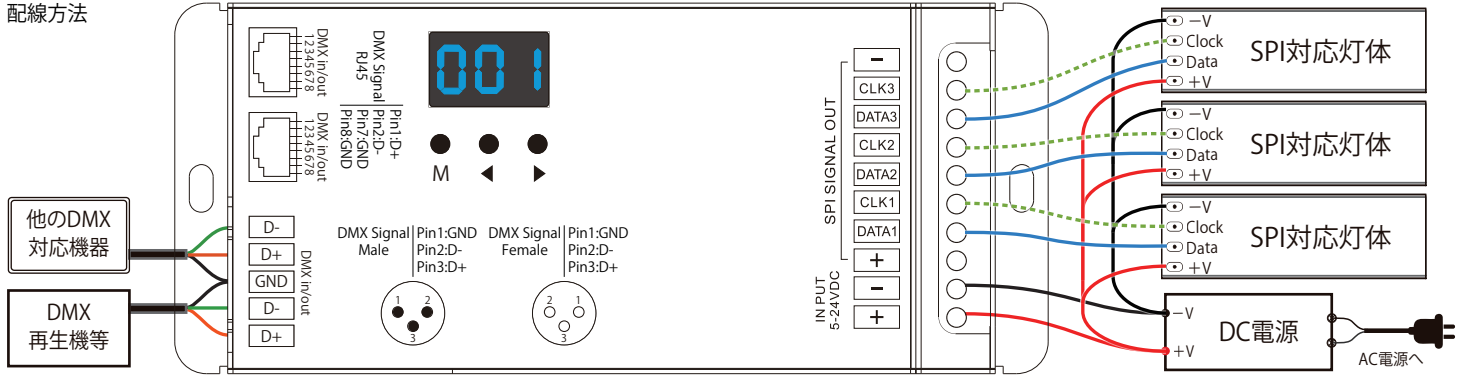 配線方法
DMX in/out
12345678
DMX in/out
12345678
DMX Signal
RJ45
Pin1:D+
Pin2:D-
Pin7:GND
Pin8:GND
001
M
他のDMX
対応機器
DMX
再生機等
D-
D+
GND
D-
D+
DMX in/out
DMX Signal
Male
Pin1:GND
Pin2:D-
Pin3:D+
1 2
3
DMX Signal
Female
Pin1:GND
Pin2:D-
Pin3:D+
2 1
3
SPI SIGNAL OUT
−
CLK3
DATA3
CLK2
DATA2
CLK1
DATA1
+
INPUT
5-24VDC
−
+
−V
Clock
Data
+V
SPI対応灯体
−V
Clock
Data
+V
SPI対応灯体
−V
Clock
Data
+V
SPI対応灯体
−V
+V
DC電源
AC電源へ